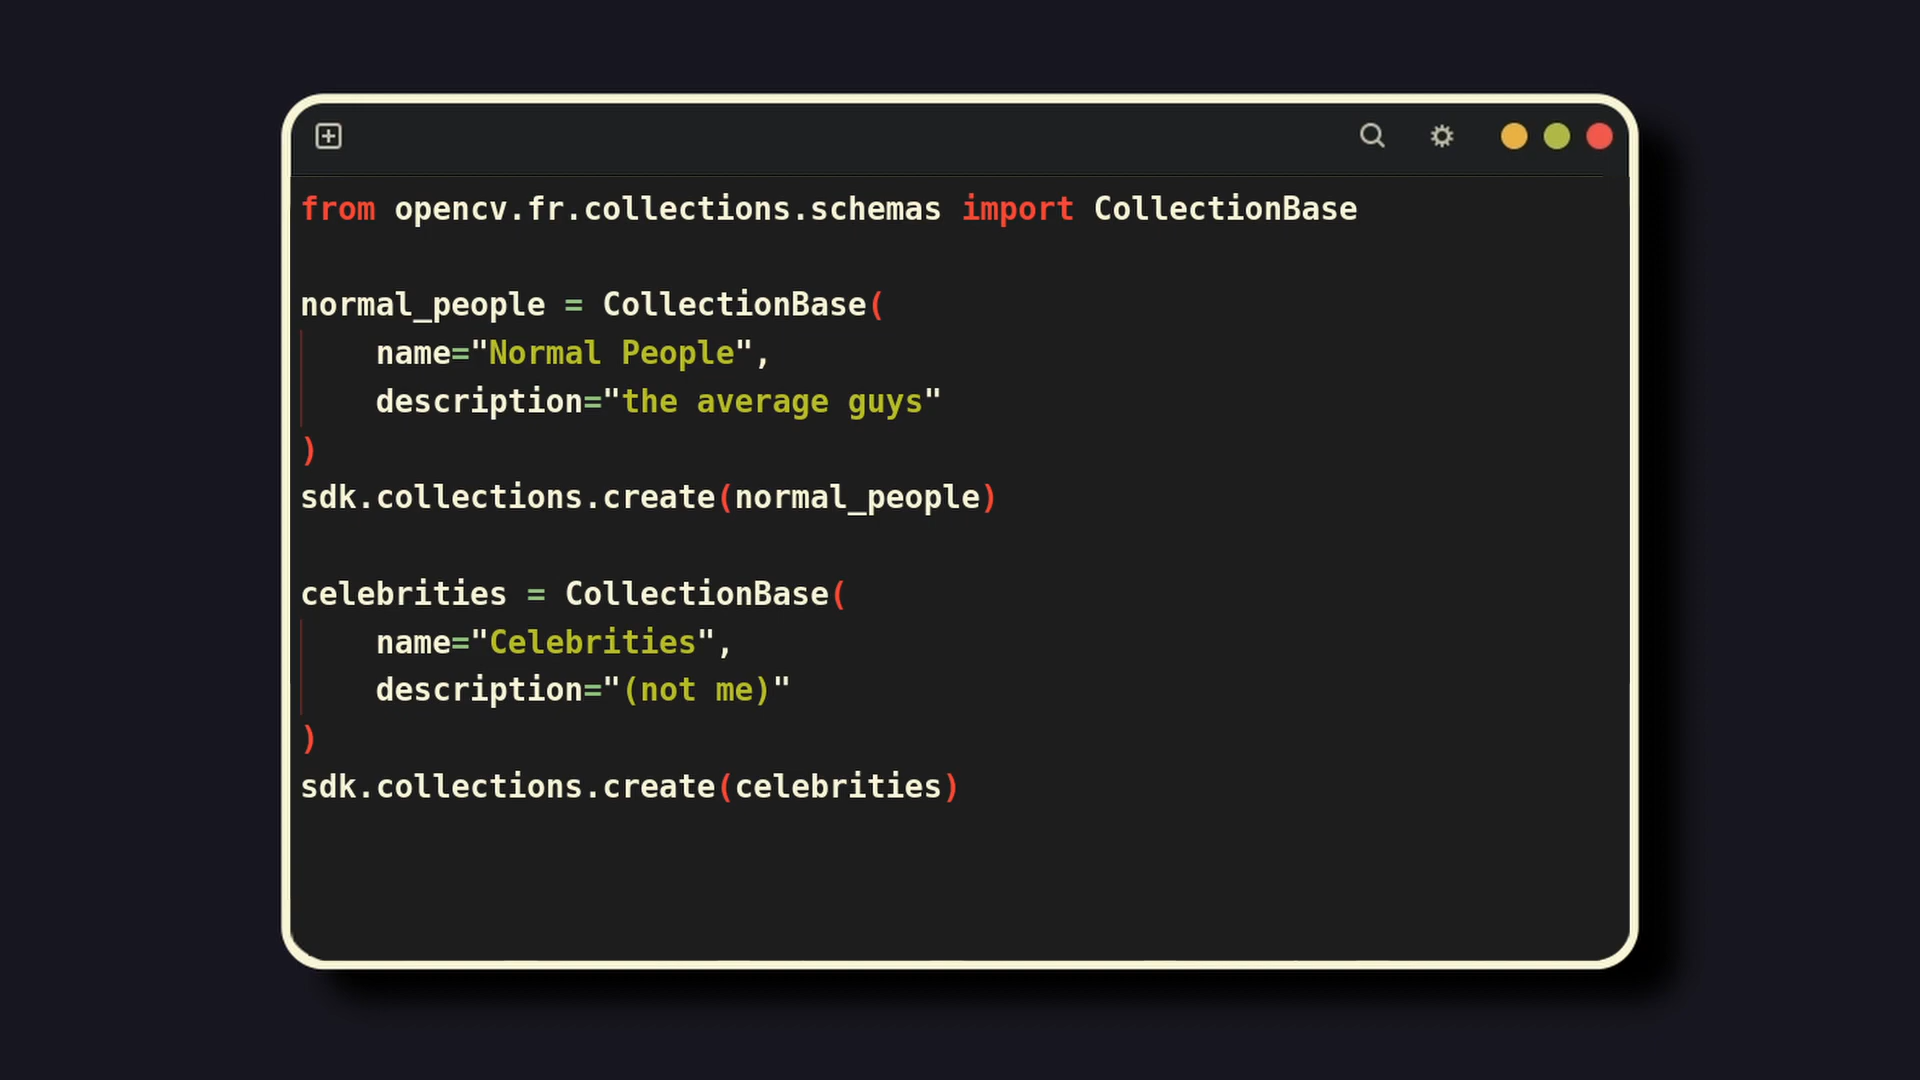 from opencv.fr.collections.schemas import CollectionBase
normal_people = CollectionBase(
    name="Normal People",
    description="the average guys"
)
sdk.collections.create(normal_people)
celebrities = CollectionBase(
    name="Celebrities",
    description="(not me)"
)
sdk.collections.create(celebrities)